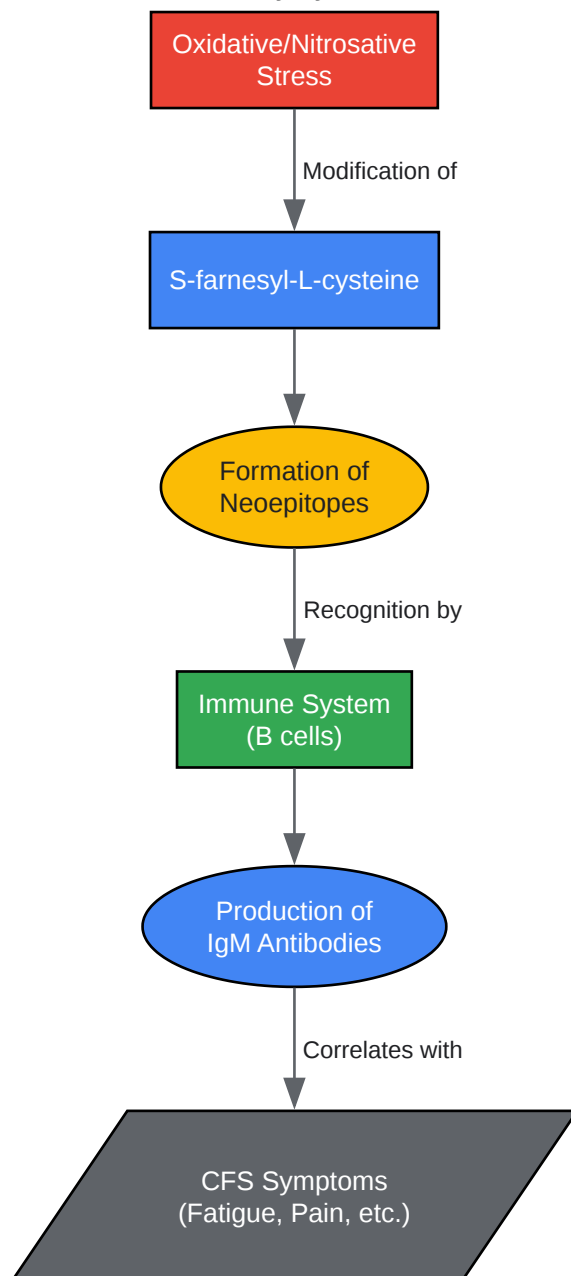 Oxidative/Nitrosative
Stress
Modification of
S-farnesyl-L-cysteine
Formation of
Neoepitopes
Recognition by
Immune System
(B cells)
Production of
IgM Antibodies
Correlates with
CFS Symptoms
(Fatigue, Pain, etc.)